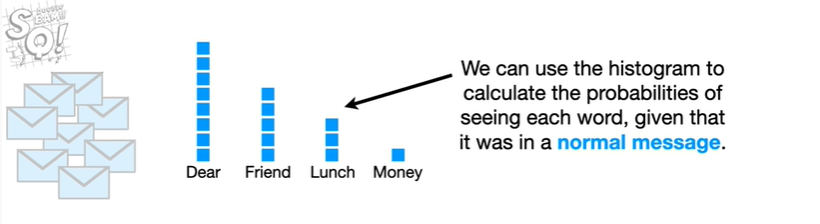 SQ!
We can use the histogram to
calculate the probabilities of
seeing each word, given that
it was in a normal message.
Dear Friend Lunch Money